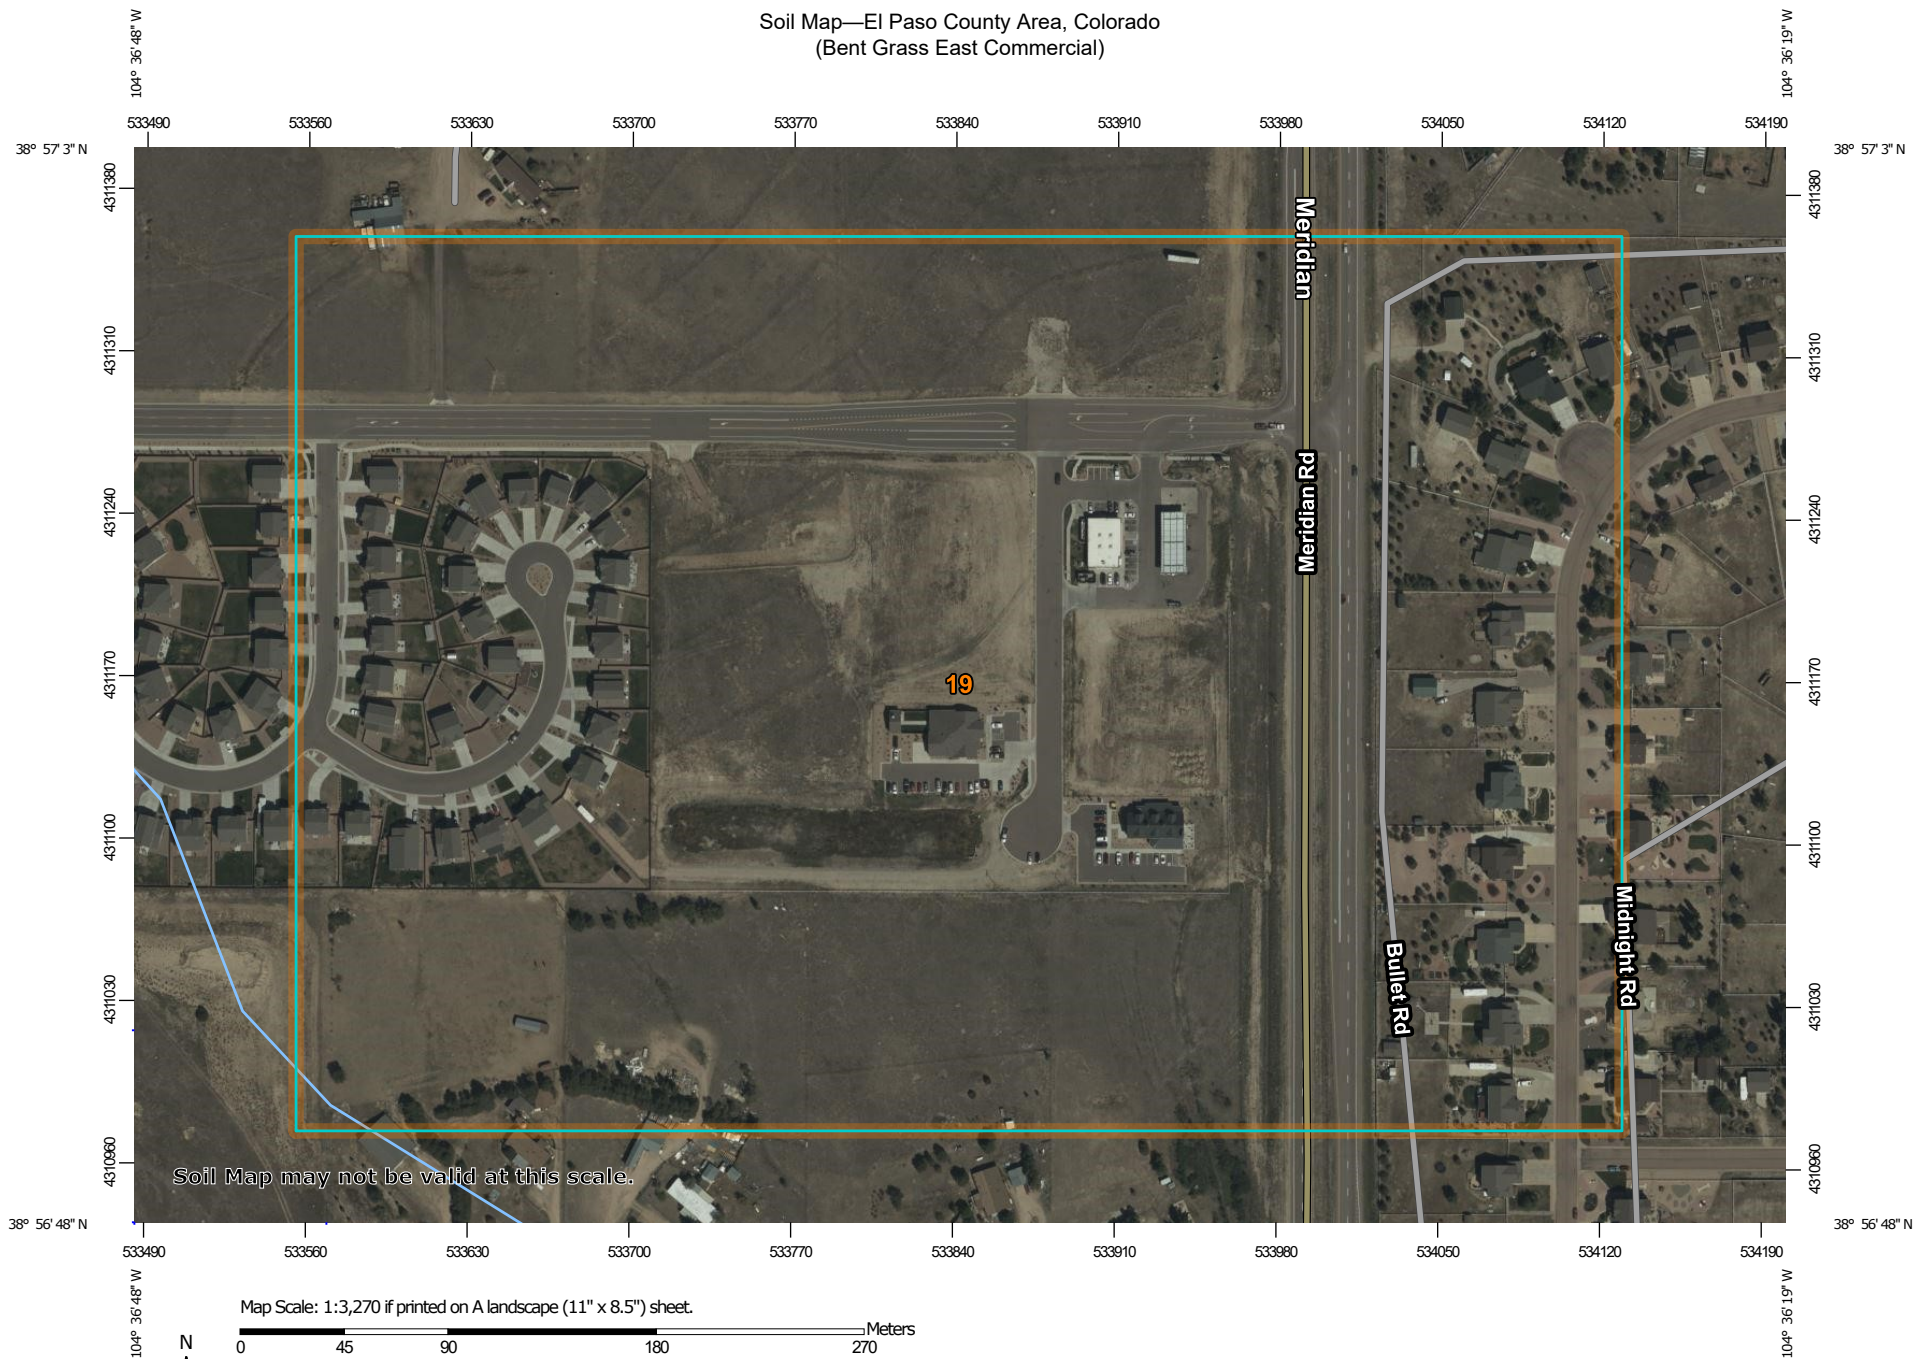 Soil Map—El Paso County Area, Colorado
(Bent Grass East Commercial)
104° 36' 48" W
104° 36' 19" W
533490 533560 533630 533700 533770 533840 533910 533980 534050 534120 534190
38° 57' 3" N
38° 57' 3" N
4311380
4311380
Meridian
4311310
4311310
Meridian Rd
4311240
4311240
4311170
4311170
19
4311100
4311100
Midnight Rd
Bullet Rd
4311030
4311030
4310960
4310960
Soil Map may not be valid at this scale.
38° 56' 48" N
38° 56' 48" N
533490 533560 533630 533700 533770 533840 533910 533980 534050 534120 534190
104° 36' 48" W
104° 36' 19" W
Map Scale: 1:3,270 if printed on A landscape (11" x 8.5") sheet.
Meters
N
0 45 90 180 270